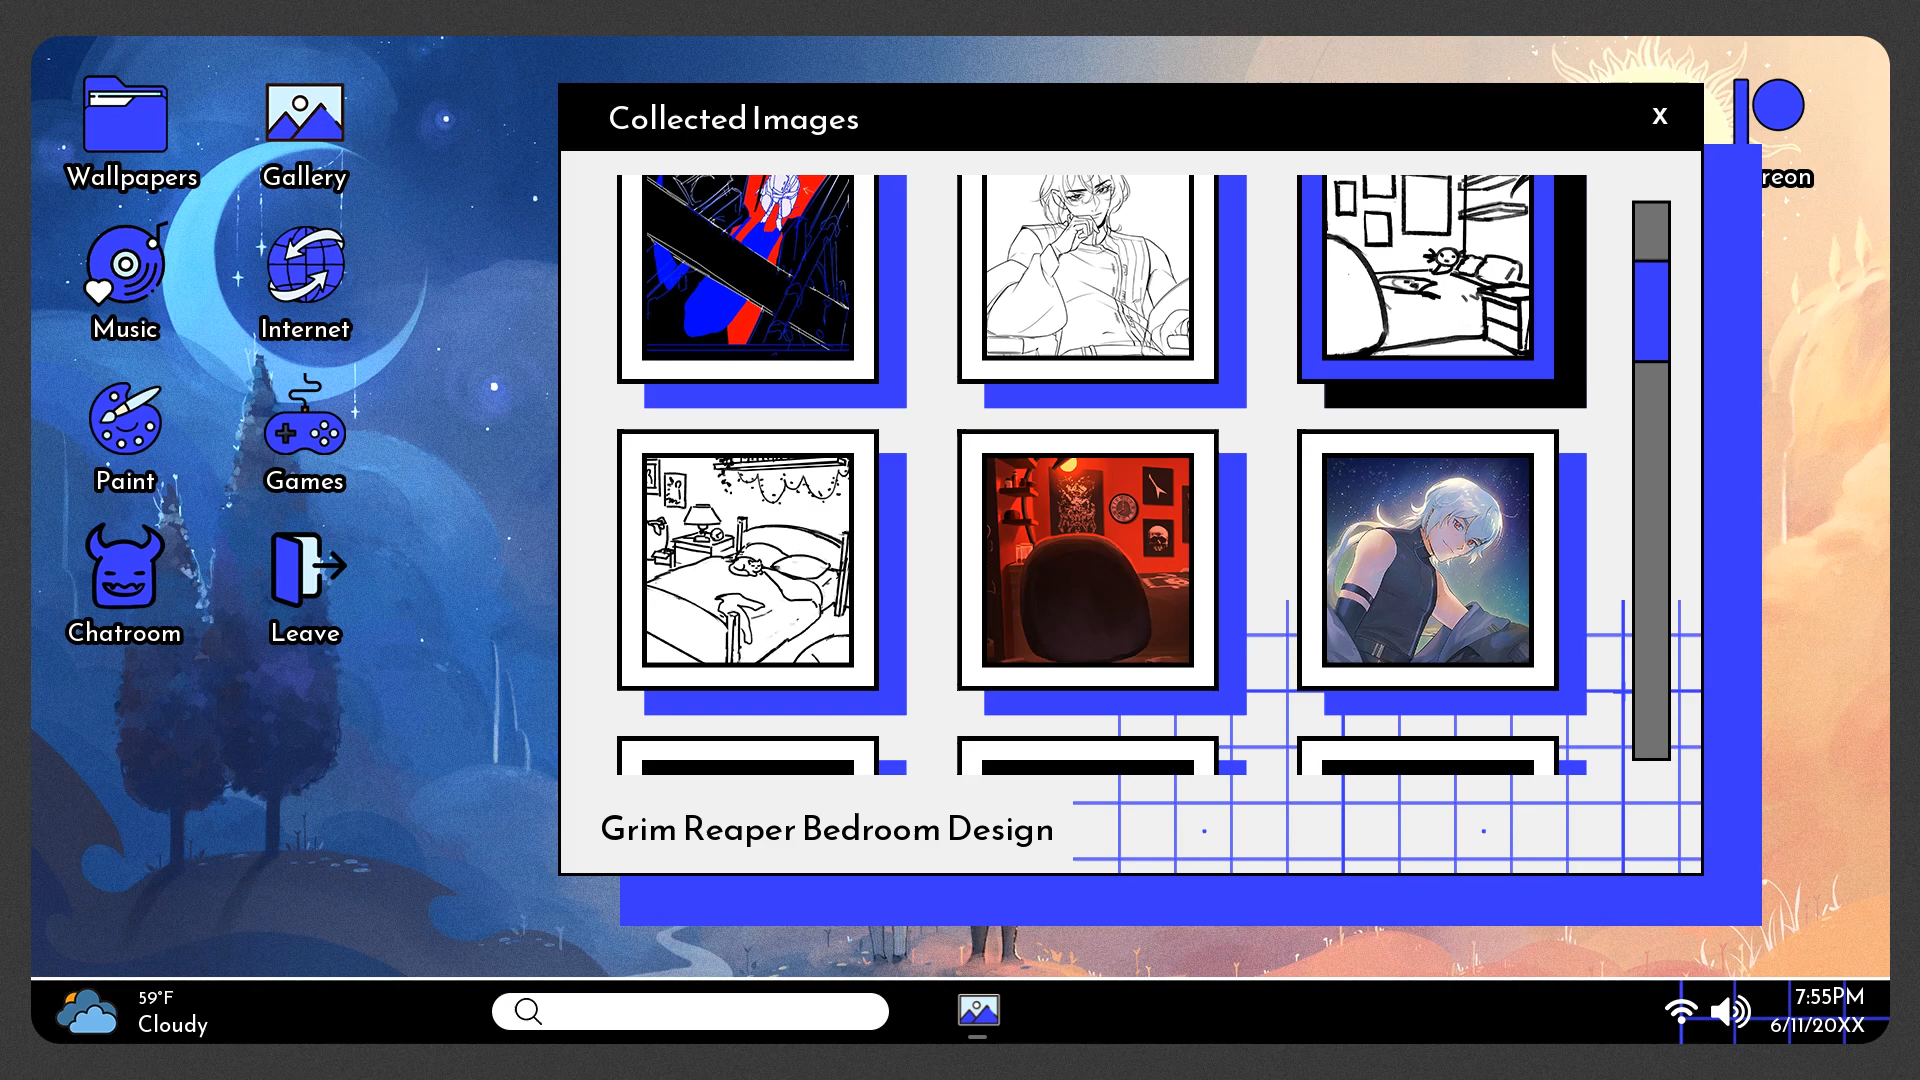 Collected Images
X
Wallpapers
Gallery
reon
Music
Internet
Paint
Games
Chatroom
Leave
Grim Reaper Bedroom Design
59°F
Cloudy
7:55PM
6/11/20XX